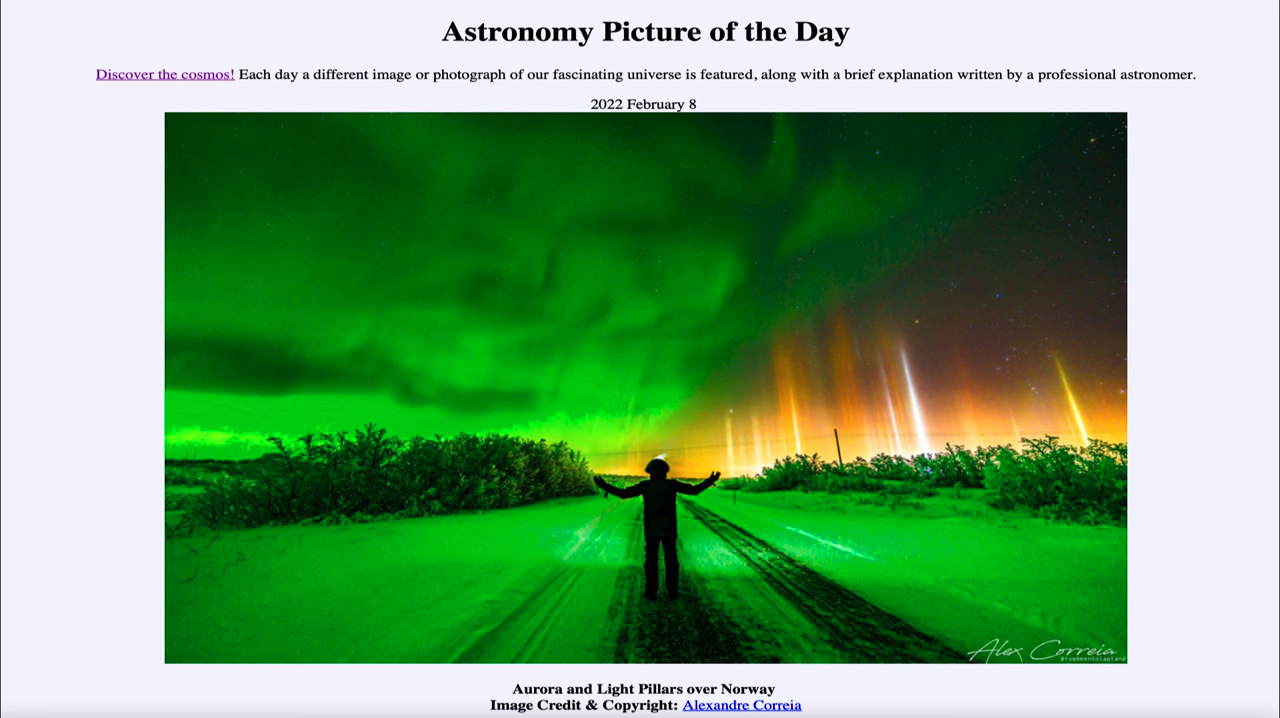 Astronomy Picture of the Day
Discover the cosmos! Each day a different image or photograph of our fascinating universe is featured, along with a brief explanation written by a professional astronomer.
2022 February 8
Alex Correia
@ivebeentolapland
Aurora and Light Pillars over Norway
Image Credit & Copyright: Alexandre Correia